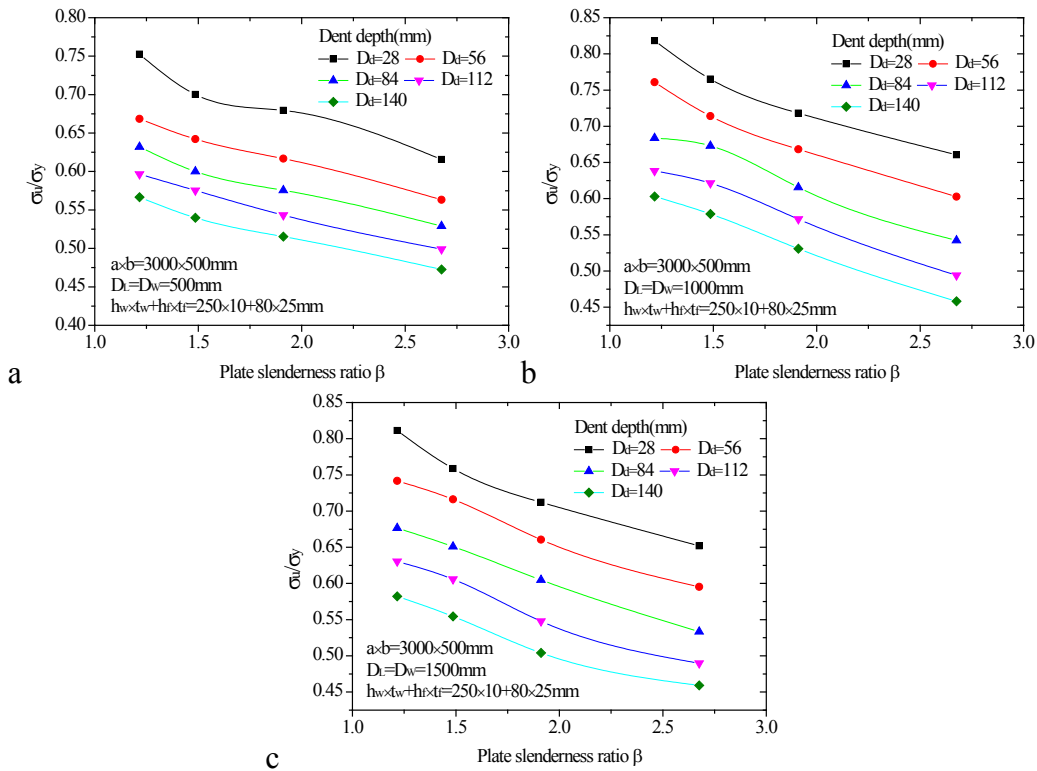 0.80
0.75
0.70
0.65
0.60
0.55
0.50
0.45
0.40
σu/σy
Dent depth(mm)
Dd=28 Dd=56
Dd=84 Dd=112
Dd=140
a×b=3000×500mm
DL=DW=500mm
hw×tw+hf×tf=250×10+80×25mm
1.0 1.5 2.0 2.5 3.0
Plate slenderness ratio β
a
0.85
0.80
0.75
0.70
0.65
0.60
0.55
0.50
0.45
0.40
σu/σy
Dent depth(mm)
Dd=28 Dd=56
Dd=84 Dd=112
Dd=140
a×b=3000×500mm
DL=DW=1000mm
hw×tw+hf×tf=250×10+80×25mm
1.0 1.5 2.0 2.5 3.0
Plate slenderness ratio β
b
0.85
0.80
0.75
0.70
0.65
0.60
0.55
0.50
0.45
σu/σy
Dent depth(mm)
Dd=28 Dd=56
Dd=84 Dd=112
Dd=140
a×b=3000×500mm
DL=DW=1500mm
hw×tw+hf×tf=250×10+80×25mm
1.0 1.5 2.0 2.5 3.0
Plate slenderness ratio β
c